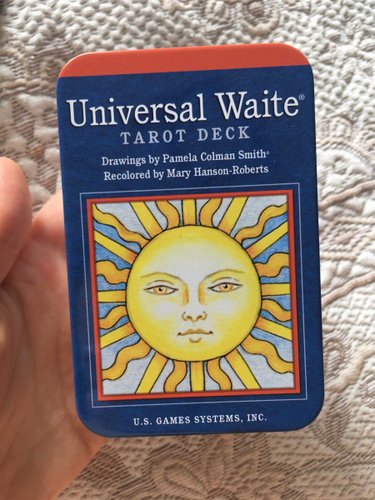 Universal Waite®
TAROT DECK
Drawings by Pamela Colman Smith®
Recolored by Mary Hanson-Roberts
U.S. GAMES SYSTEMS, INC.